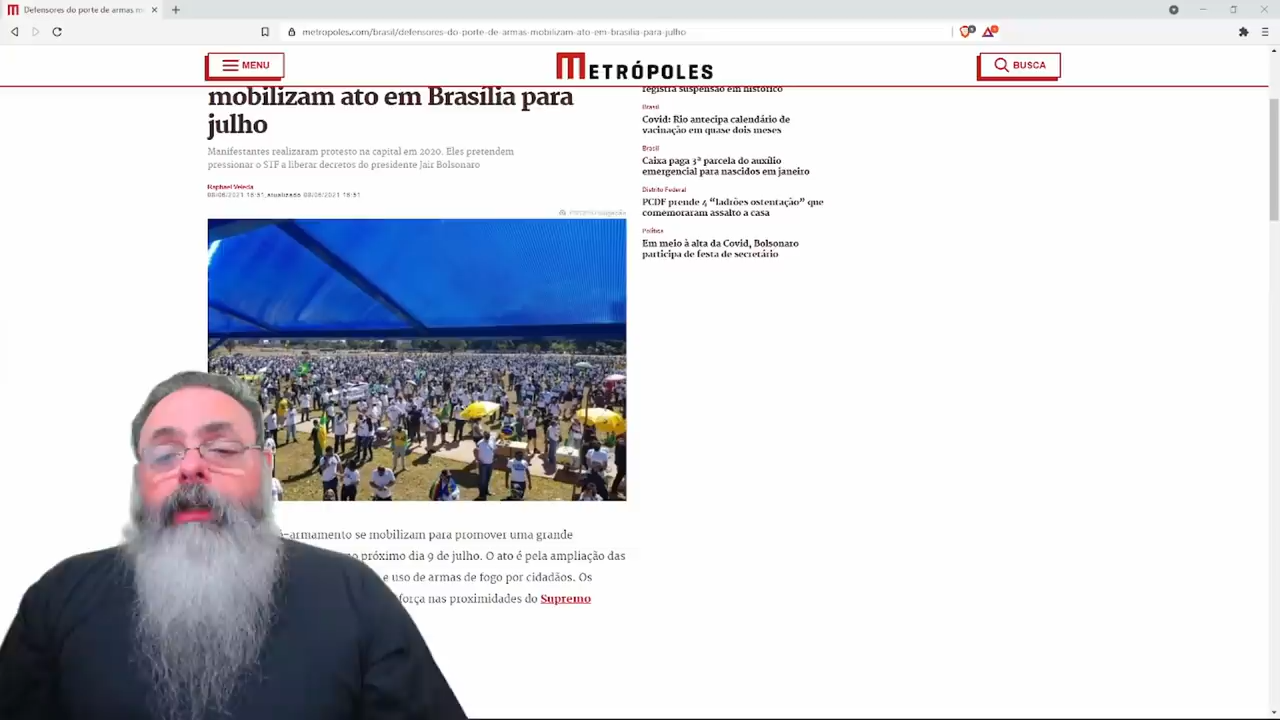 Defensores do porte de armas m
metropoles.com/brasil/defensores-do-porte-de-armas-mobilizam-ato-em-brasilia-para-julho
MENU
METRÓPOLES
BUSCA
mobilizam ato em Brasília para
julho
Manifestantes realizaram protesto na capital em 2020. Eles pretendem
pressionar o STF a liberar decretos do presidente Jair Bolsonaro
Raphael Veleda
08/06/2021 16:51, atualizado 08/06/2021 16:51
-armamento se mobilizam para promover uma grande
no próximo dia 9 de julho. O ato é pela ampliação das
e uso de armas de fogo por cidadãos. Os
força nas proximidades do Supremo
registra suspensão em histórico
Brasil
Covid: Rio antecipa calendário de
vacinação em quase dois meses
Brasil
Caixa paga 3ª parcela do auxílio
emergencial para nascidos em janeiro
Distrito Federal
PCDF prende 4 “ladrões ostentação” que
comemoraram assalto a casa
Política
Em meio à alta da Covid, Bolsonaro
participa de festa de secretário